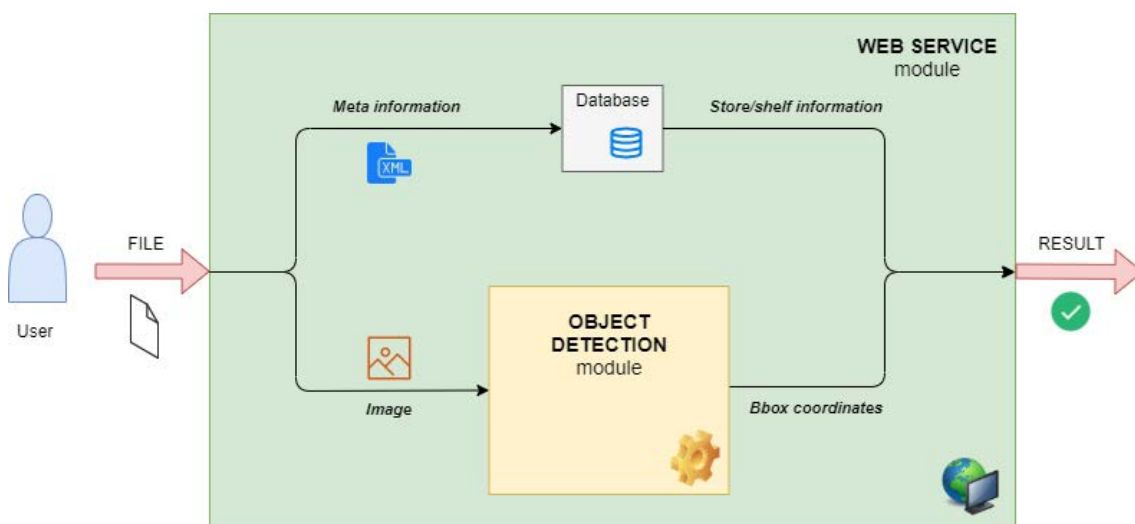 WEB SERVICE
module
Meta information
Database
Store/shelf information
XML
FILE
RESULT
User
OBJECT
DETECTION
module
Image
Bbox coordinates